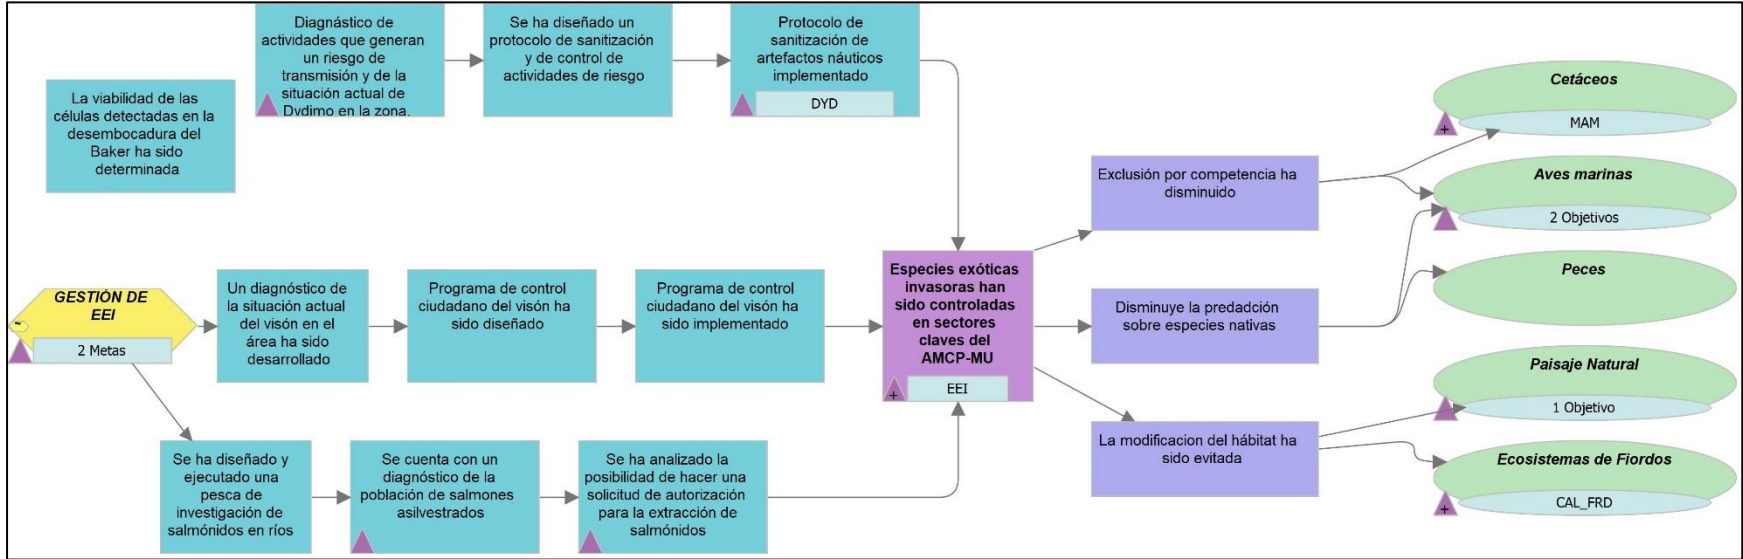 Diagnástico de
actividades que generan
un riesgo de
transmisión y de la
situación actual de
Dvdimo en la zona.
Se ha diseñado un
protocolo de sanitización
y de control de
actividades de riesgo
Protocolo de
sanitización de
artefactos náuticos
implementado
DYD
La viabilidad de las
células detectadas en la
desembocadura del
Baker ha sido
determinada
GESTIÓN DE
EEI
2 Metas
Un diagnóstico de
la situación actual
del visón en el
área ha sido
desarrollado
Programa de control
ciudadano del visón ha
sido diseñado
Programa de control
ciudadano del visón ha
sido implementado
Se ha diseñado y
ejecutado una
pesca de
investigación de
salmónidos en ríos
Se cuenta con un
diagnóstico de la
población de salmones
asilvestrados
Se ha analizado la
posibilidad de hacer una
solicitud de autorización
para la extracción de
salmónidos
Especies exóticas
invasoras han
sido controladas
en sectores
claves del
AMCP-MU
+
EEI
Exclusión por competencia ha
disminuido
Disminuye la predadcción
sobre especies nativas
La modificacion del hábitat ha
sido evitada
Cetáceos
+
MAM
Aves marinas
2 Objetivos
Peces
Paisaje Natural
1 Objetivo
Ecosistemas de Fiordos
+
CAL_FRD